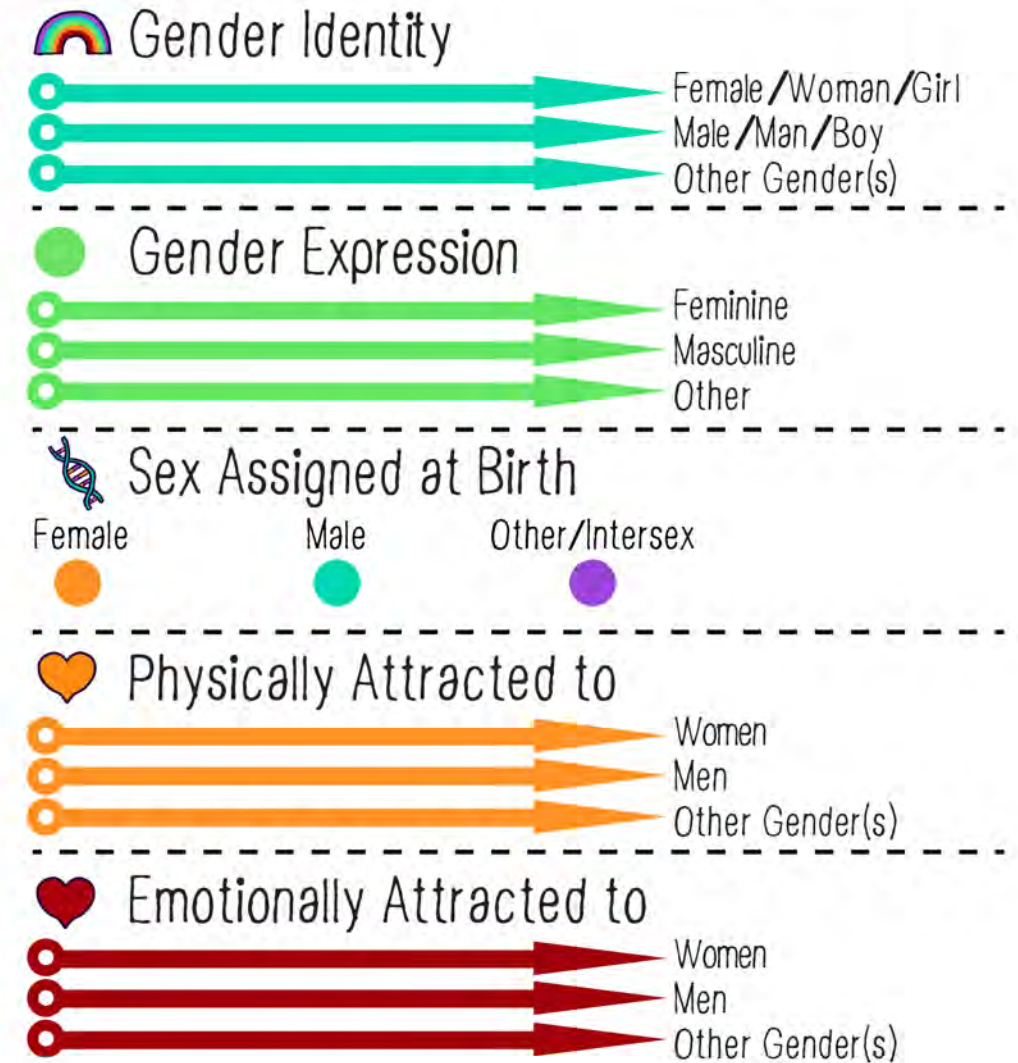 Gender Identity
Female/Woman/Girl
Male/Man/Boy
Other Gender(s)
Gender Expression
Feminine
Masculine
Other
Sex Assigned at Birth
Female Male Other/Intersex
Physically Attracted to
Women
Men
Other Gender(s)
Emotionally Attracted to
Women
Men
Other Gender(s)